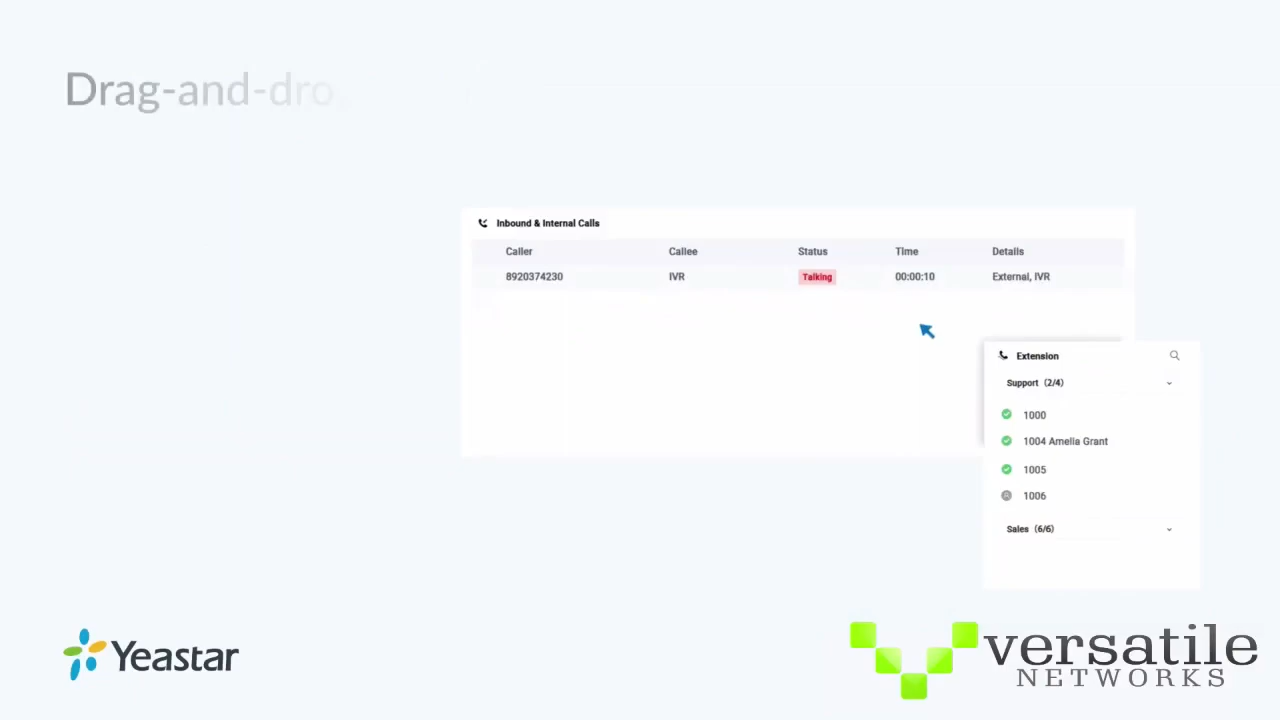 Drag-and-dro
Inbound & Internal Calls
Caller Callee Status Time Details
8920374230 IVR Talking 00:00:10 External, IVR
Extension
Support (2/4)
1000
1004 Amelia Grant
1005
1006
Sales (6/6)
Yeastar
versatile
NETWORKS